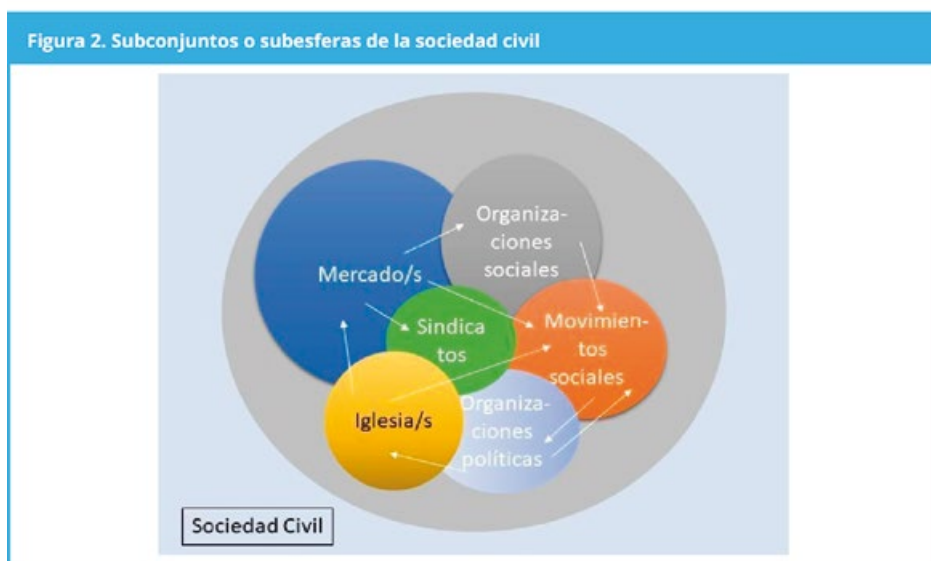 Figura 2. Subconjuntos o subesferas de la sociedad civil
Organiza-
ciones
sociales
Mercado/s
Sindica
tos
Movimien-
tos
sociales
Iglesia/s
Organiza-
ciones
políticas
Sociedad Civil